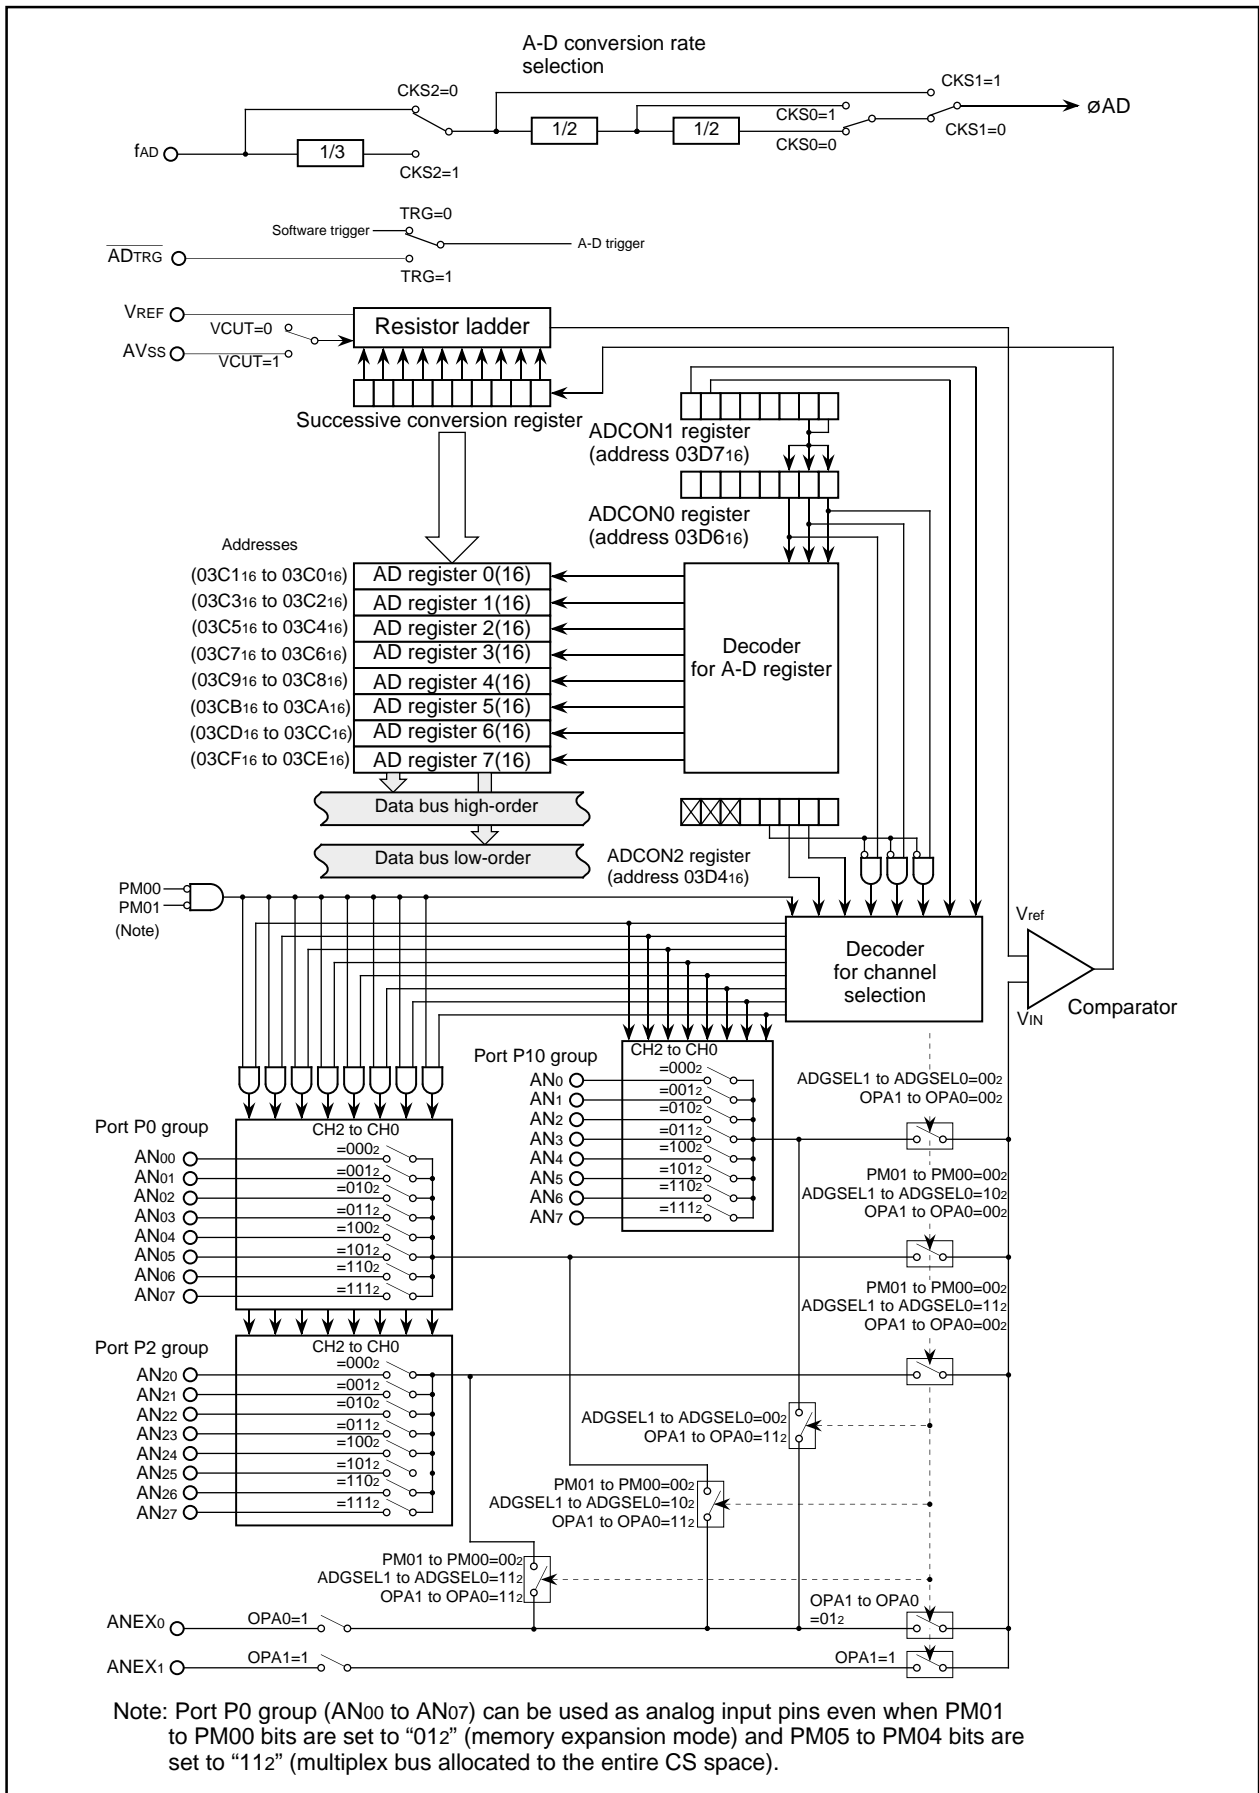 A-D conversion rate
selection
CKS2=0
CKS1=1
CKS0=1
øAD
fAD
1/3
1/2
1/2
CKS0=0
CKS1=0
CKS2=1
TRG=0
Software trigger
A-D trigger
ADTRG
TRG=1
VREF
VCUT=0
Resistor ladder
AVSS
VCUT=1
Successive conversion register
ADCON1 register
(address 03D716)
ADCON0 register
(address 03D616)
Addresses
(03C116 to 03C016) AD register 0(16)
(03C316 to 03C216) AD register 1(16)
(03C516 to 03C416) AD register 2(16)
(03C716 to 03C616) AD register 3(16)
(03C916 to 03C816) AD register 4(16)
(03CB16 to 03CA16) AD register 5(16)
(03CD16 to 03CC16) AD register 6(16)
(03CF16 to 03CE16) AD register 7(16)
Decoder
for A-D register
Data bus high-order
Data bus low-order
ADCON2 register
(address 03D416)
PM00
PM01
(Note)
Decoder
for channel
selection
Vref
VIN
Comparator
Port P10 group
CH2 to CH0
AN0 =0002
AN1 =0012
AN2 =0102
AN3 =0112
AN4 =1002
AN5 =1012
AN6 =1102
AN7 =1112
ADGSEL1 to ADGSEL0=002
OPA1 to OPA0=002
Port P0 group
CH2 to CH0
AN00 =0002
AN01 =0012
AN02 =0102
AN03 =0112
AN04 =1002
AN05 =1012
AN06 =1102
AN07 =1112
PM01 to PM00=002
ADGSEL1 to ADGSEL0=102
OPA1 to OPA0=002
PM01 to PM00=002
ADGSEL1 to ADGSEL0=112
OPA1 to OPA0=002
Port P2 group
CH2 to CH0
AN20 =0002
AN21 =0012
AN22 =0102
AN23 =0112
AN24 =1002
AN25 =1012
AN26 =1102
AN27 =1112
ADGSEL1 to ADGSEL0=002
OPA1 to OPA0=112
PM01 to PM00=002
ADGSEL1 to ADGSEL0=102
OPA1 to OPA0=112
PM01 to PM00=002
ADGSEL1 to ADGSEL0=112
OPA1 to OPA0=112
ANEX0
OPA0=1
OPA1 to OPA0
=012
ANEX1
OPA1=1
OPA1=1
Note: Port P0 group (AN00 to AN07) can be used as analog input pins even when PM01
to PM00 bits are set to “012” (memory expansion mode) and PM05 to PM04 bits are
set to “112” (multiplex bus allocated to the entire CS space).